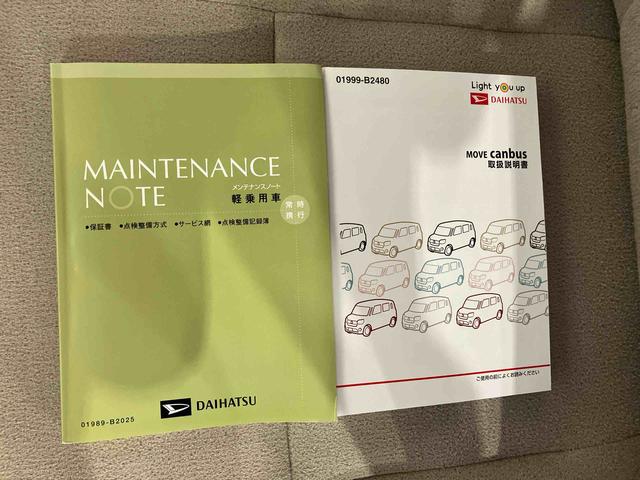 MAINTENANCE
NOTE
メンテナンスノート
軽乗用車
常時
携行
●保証書 ●点検整備方式 ●サービス網 ●点検整備記録簿
DAIHATSU
01989-B2025
01999-B2480
Light you up
DAIHATSU
MOVE canbus
取扱説明書
ご使用の前によくお読みください